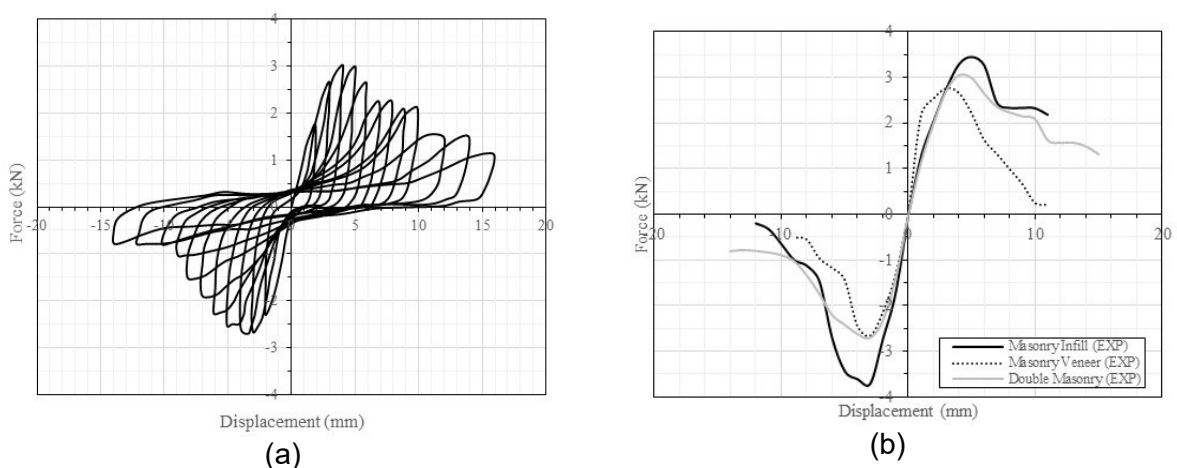 4
3
2
1
-20 -15 -10 -5 0 5 10 15 20
-3
-4
Force (kN)
Displacement (mm)
(a)
4
3
2
1
-20 -10 0 10 20
-1
-2
-3
-4
Force (kN)
Masonry Infill (EXP)
Masonry Veneer (EXP)
Double Masonry (EXP)
Displacement (mm)
(b)